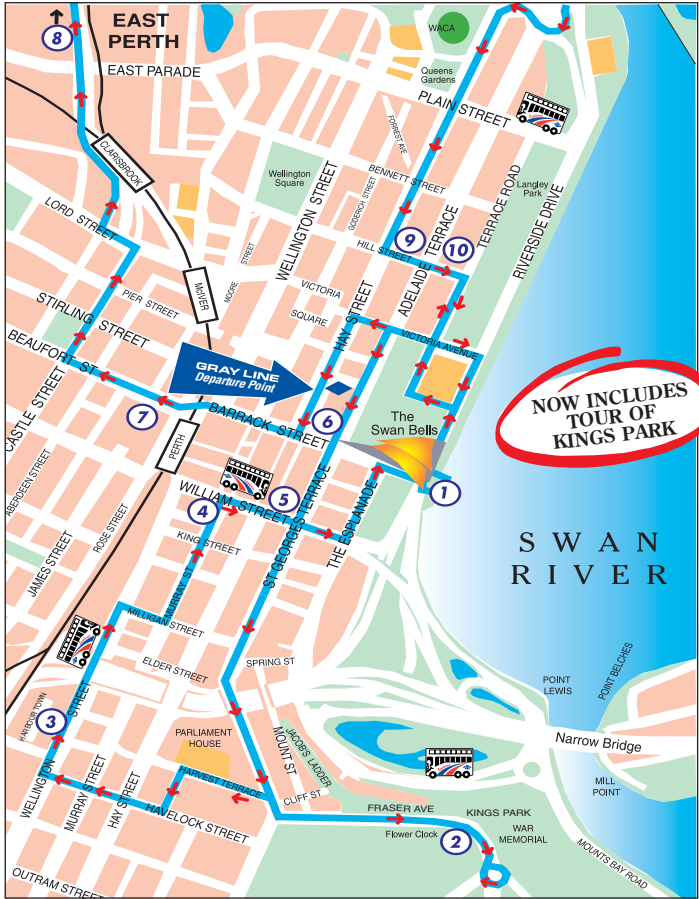 8
EAST
PERTH
EAST PARADE
WACA
Queens
Gardens
PLAIN STREET
FORREST AVE
CLARISBROOK
Wellington
Square
BENNETT STREET
WELLINGTON STREET
GODERICH STREET
Langley
Park
TERRACE ROAD
RIVERSIDE DRIVE
LORD STREET
9
10
HILL STREET
ADELAIDE TERRACE
McIVER
MOORE STREET
VICTORIA
SQUARE
PIER STREET
STIRLING STREET
HAY STREET
VICTORIA AVENUE
BEAUFORT ST
GRAY LINE
Departure Point
NOW INCLUDES
TOUR OF
KINGS PARK
CASTLE STREET
7
BARRACK STREET
6
The
Swan Bells
PERTH
ABERDEEN STREET
1
WILLIAM STREET
5
4
ST GEORGES TERRACE
THE ESPLANADE
ROSE STREET
KING STREET
JAMES STREET
SWAN
RIVER
MURRAY ST
MILLIGAN STREET
ELDER STREET
SPRING ST
POINT
LEWIS
POINT BELCHES
HARBOUR TOWN
3
PARLIAMENT
HOUSE
MOUNT ST
JACOB'S LADDER
Narrow Bridge
WELLINGTON STREET
MURRAY STREET
HAY STREET
HARVEST TERRACE
CLIFF ST
MILL
POINT
HAVELOCK STREET
FRASER AVE
KINGS PARK
Flower Clock
2
WAR
MEMORIAL
MOUNTS BAY ROAD
OUTRAM STREET